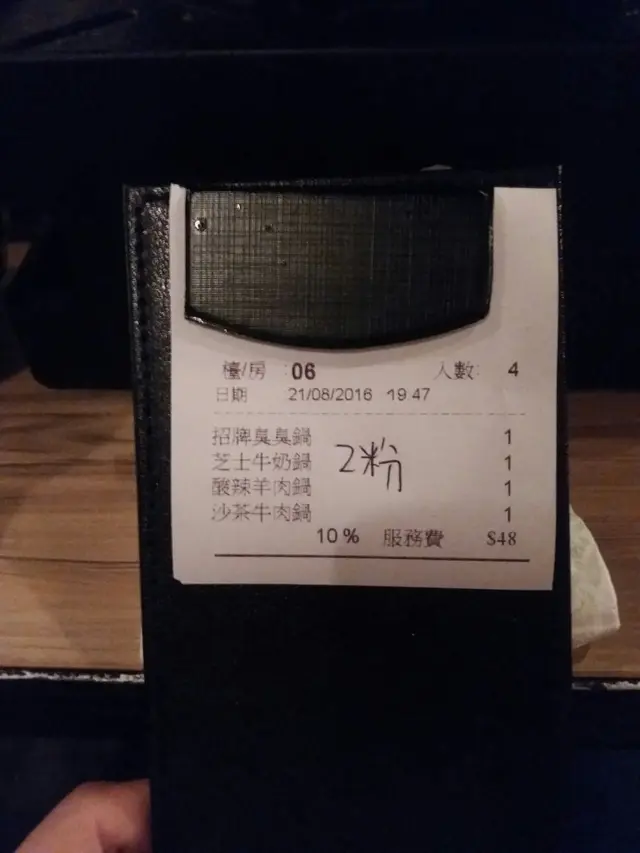 檯/房 : 06 人數: 4
日期 21/08/2016 19:47
招牌臭臭鍋 1
芝士牛奶鍋 1
2粉
酸辣羊肉鍋 1
沙茶牛肉鍋 1
10% 服務費 $48